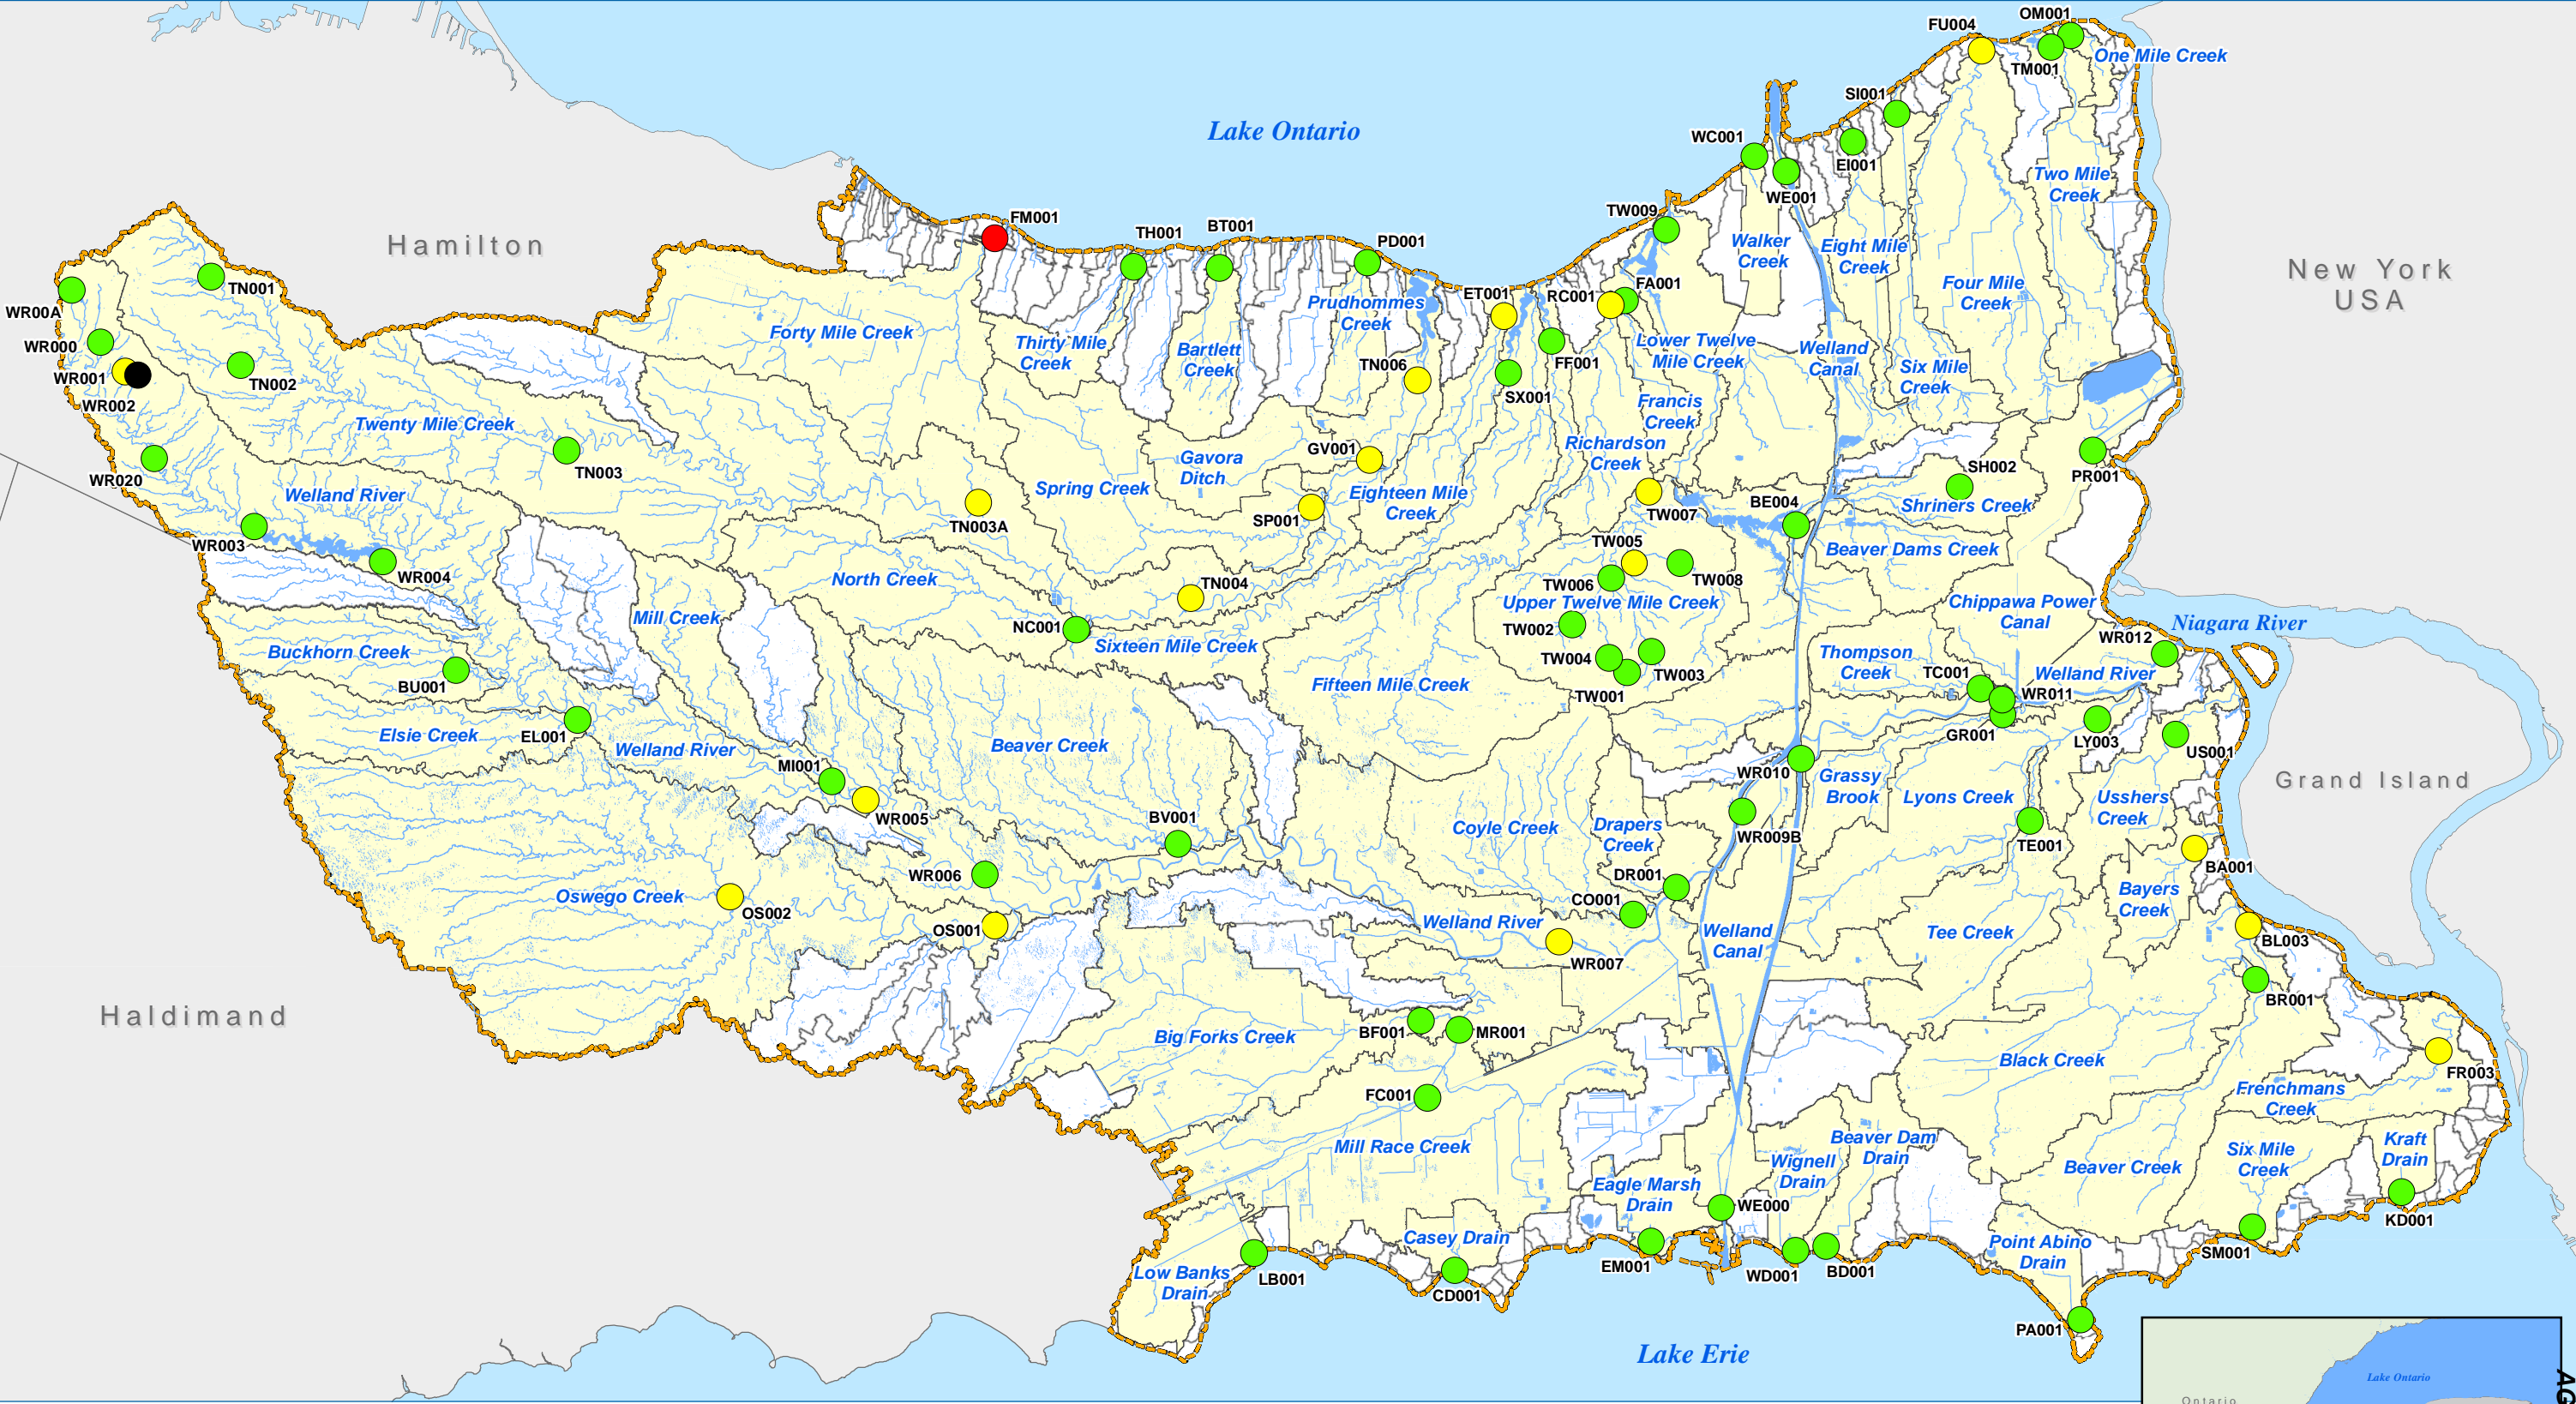 OM001
FU004
One Mile Creek
TM001
SI001
Lake Ontario
WC001
EI001
Two Mile
Creek
WE001
TW009
FM001
BT001
TH001
PD001
Hamilton
Walker
Creek
Eight Mile
Creek
New York
USA
TN001
FA001
Four Mile
Creek
ET001
RC001
Prudhommes
Creek
WR00A
Forty Mile Creek
Thirty Mile
Creek
Bartlett
Creek
Lower Twelve
Mile Creek
Welland
Canal
WR000
TN006
FF001
Six Mile
Creek
WR001
TN002
SX001
WR002
Francis
Creek
Twenty Mile Creek
GV001
Richardson
Creek
Gavora
Ditch
SH002
TN003
PR001
WR020
Spring Creek
Eighteen Mile
Creek
Welland River
BE004
Shriners Creek
TN003A
SP001
TW007
WR003
TW005
Beaver Dams Creek
WR004
North Creek
TN004
TW006
TW008
Upper Twelve Mile Creek
Chippawa Power
Canal
Mill Creek
NC001
TW002
Niagara River
WR012
Buckhorn Creek
Sixteen Mile Creek
TW004
Thompson
Creek
TC001
Welland River
BU001
Fifteen Mile Creek
TW003
TW001
WR011
Elsie Creek
EL001
GR001
LY003
US001
Welland River
Beaver Creek
MI001
WR010
Grassy
Brook
Lyons Creek
Usshers
Creek
Grand Island
WR005
BV001
Coyle Creek
Drapers
Creek
WR009B
TE001
WR006
DR001
BA001
Oswego Creek
OS002
CO001
Bayers
Creek
OS001
Welland River
Welland
Canal
Tee Creek
BL003
WR007
BR001
Haldimand
Big Forks Creek
BF001
MR001
Black Creek
FR003
FC001
Frenchmans
Creek
Mill Race Creek
Beaver Dam
Drain
Wignell
Drain
Beaver Creek
Six Mile
Creek
Kraft
Drain
Eagle Marsh
Drain
WE000
KD001
Casey Drain
Point Abino
Drain
SM001
Low Banks
Drain
LB001
EM001
WD001
BD001
CD001
PA001
Lake Erie
Lake Ontario
Ontario
AG